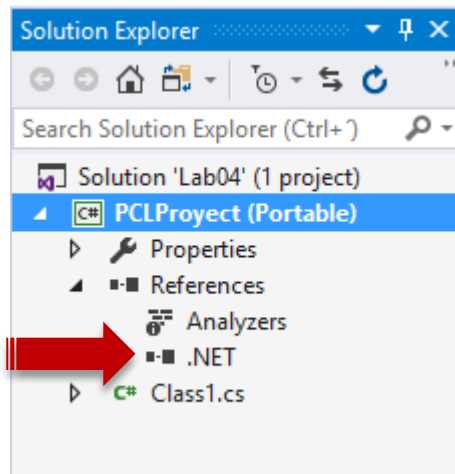 Solution Explorer
Search Solution Explorer (Ctrl+´)
Solution 'Lab04' (1 project)
C# PCLProyect (Portable)
Properties
References
Analyzers
.NET
C# Class1.cs